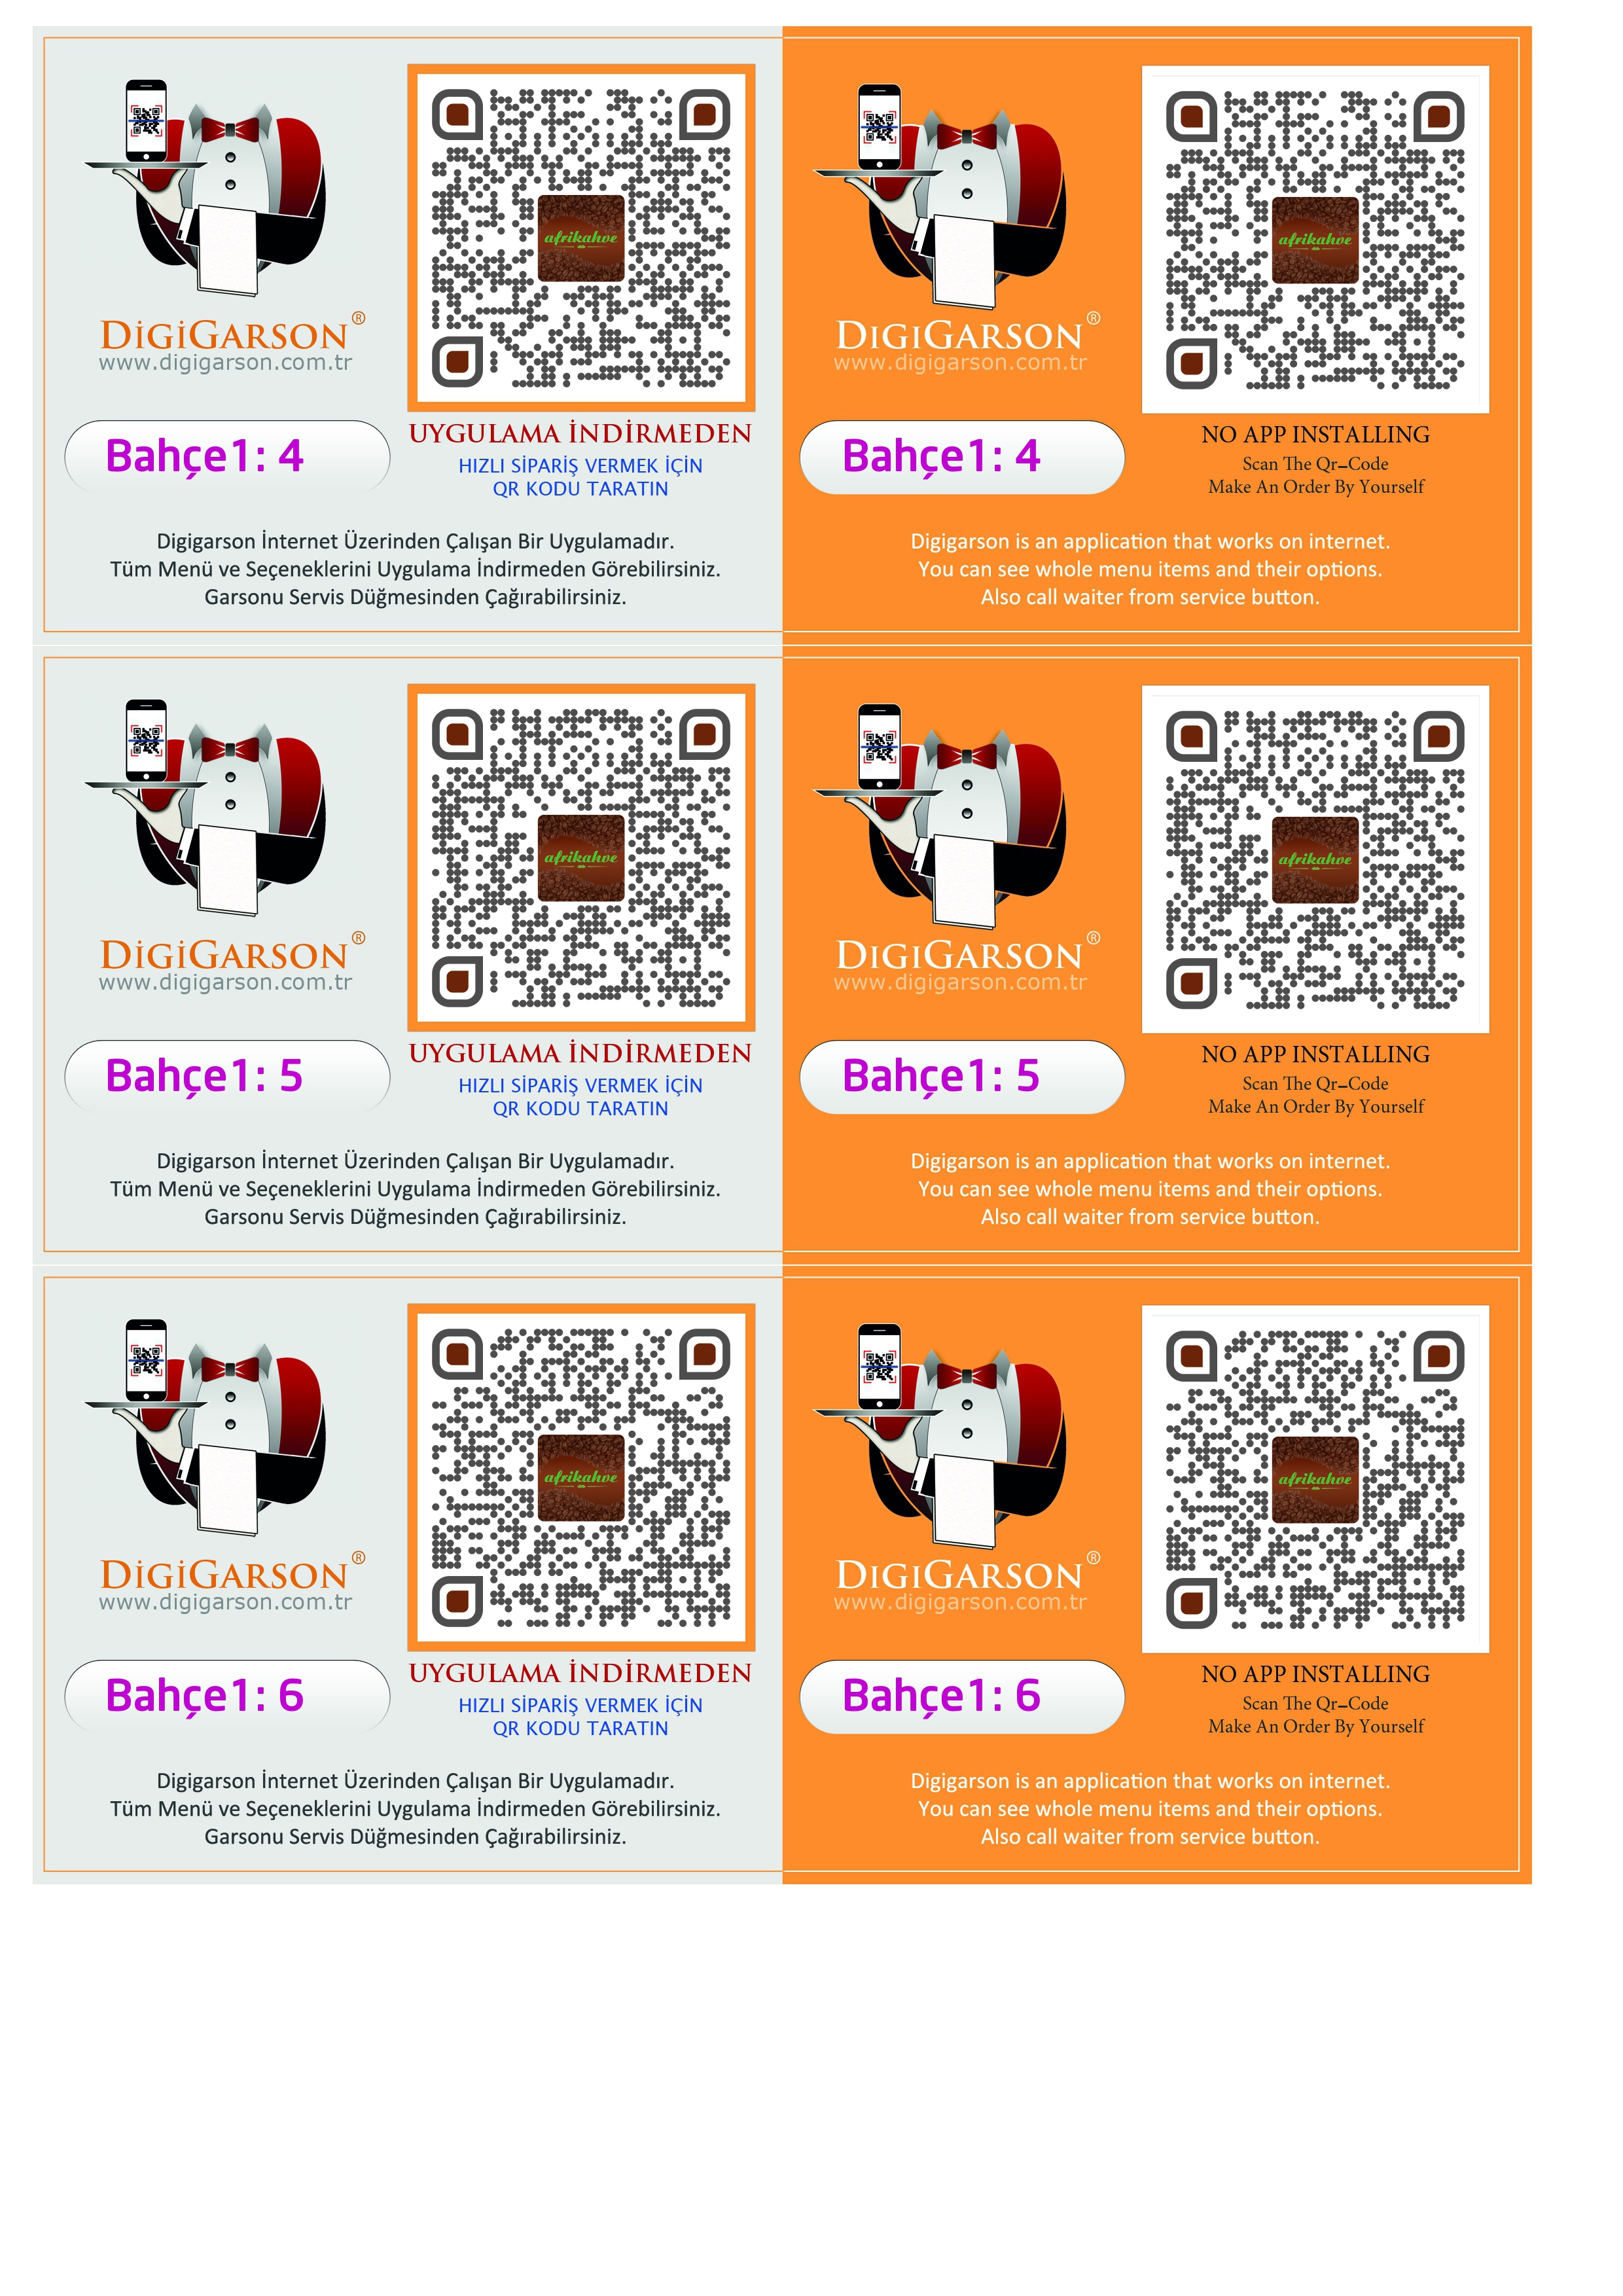 afrikahve
DiGiGARSON®
www.digigarson.com.tr
Bahçe1: 4
UYGULAMA İNDİRMEDEN
HIZLI SİPARİŞ VERMEK İÇİN
QR KODU TARATIN
Digigarson İnternet Üzerinden Çalışan Bir Uygulamadır.
Tüm Menü ve Seçeneklerini Uygulama İndirmeden Görebilirsiniz.
Garsonu Servis Düğmesinden Çağırabilirsiniz.
afrikahve
DIGIGARSON®
www.digigarson.com.tr
Bahçe1: 4
NO APP INSTALLING
Scan The Qr-Code
Make An Order By Yourself
Digigarson is an application that works on internet.
You can see whole menu items and their options.
Also call waiter from service button.
afrikahve
DiGiGARSON®
www.digigarson.com.tr
Bahçe1: 5
UYGULAMA İNDİRMEDEN
HIZLI SİPARİŞ VERMEK İÇİN
QR KODU TARATIN
Digigarson İnternet Üzerinden Çalışan Bir Uygulamadır.
Tüm Menü ve Seçeneklerini Uygulama İndirmeden Görebilirsiniz.
Garsonu Servis Düğmesinden Çağırabilirsiniz.
afrikahve
DIGIGARSON®
www.digigarson.com.tr
Bahçe1: 5
NO APP INSTALLING
Scan The Qr-Code
Make An Order By Yourself
Digigarson is an application that works on internet.
You can see whole menu items and their options.
Also call waiter from service button.
afrikahve
DiGiGARSON®
www.digigarson.com.tr
Bahçe1: 6
UYGULAMA İNDİRMEDEN
HIZLI SİPARİŞ VERMEK İÇİN
QR KODU TARATIN
Digigarson İnternet Üzerinden Çalışan Bir Uygulamadır.
Tüm Menü ve Seçeneklerini Uygulama İndirmeden Görebilirsiniz.
Garsonu Servis Düğmesinden Çağırabilirsiniz.
afrikahve
DIGIGARSON®
www.digigarson.com.tr
Bahçe1: 6
NO APP INSTALLING
Scan The Qr-Code
Make An Order By Yourself
Digigarson is an application that works on internet.
You can see whole menu items and their options.
Also call waiter from service button.